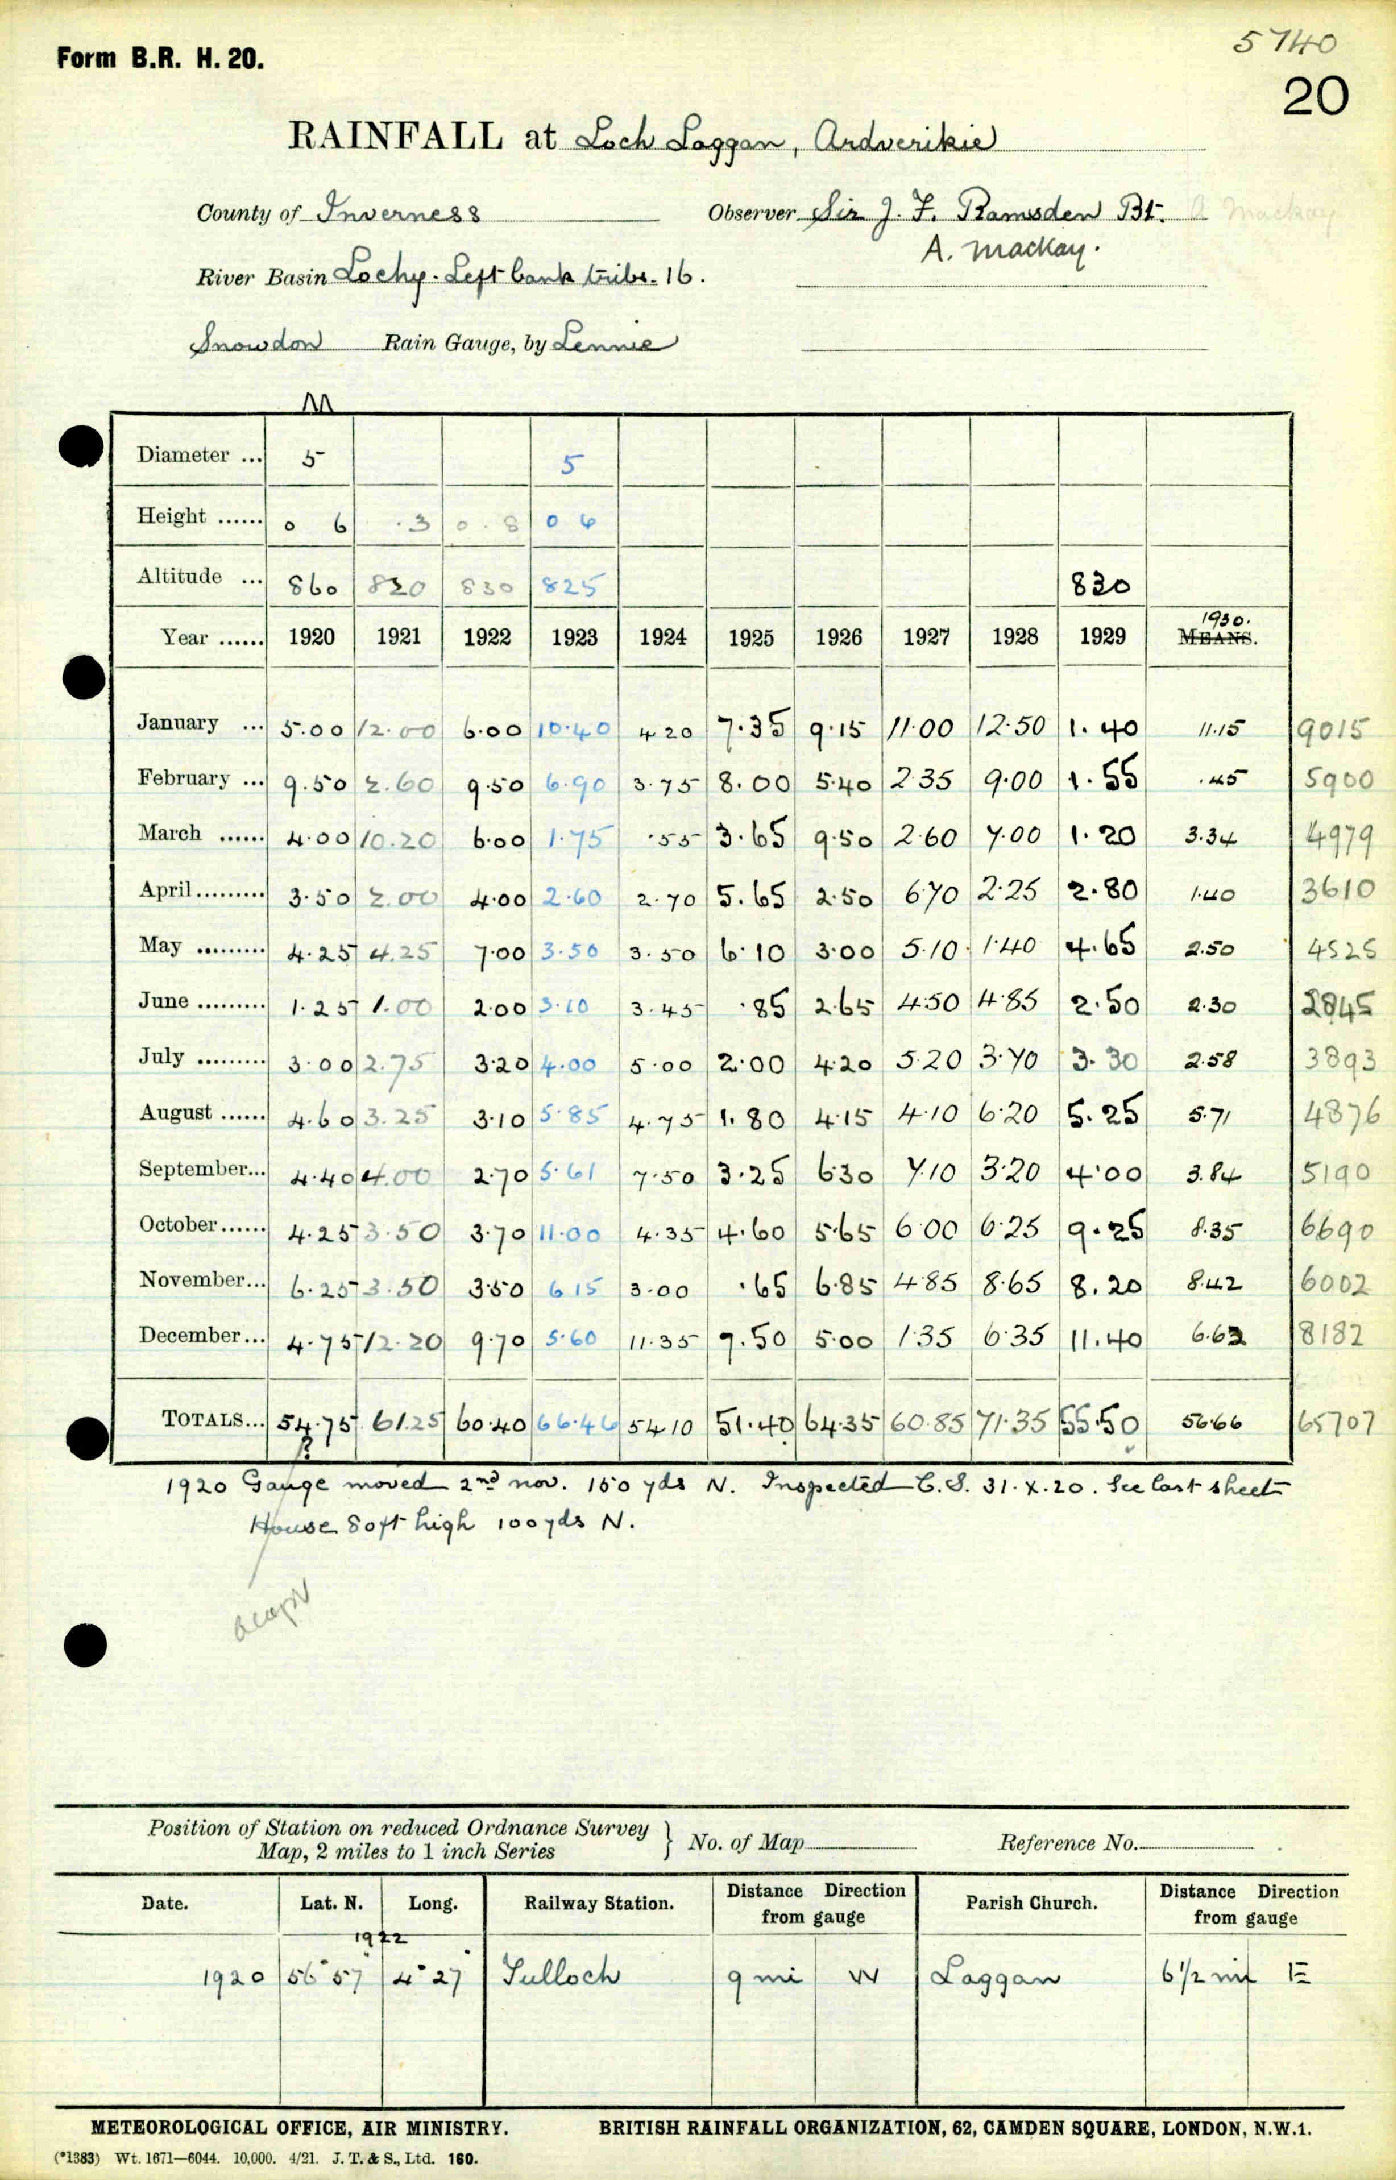 5740
Form B.R. H. 20.
20
RAINFALL at Loch Laggan, Ardverikie
County of Inverness Observer Sir J. F. Ramsden Bt. A Mackay
A. Mackay.
River Basin Lochy. Left bank tribs. 16.
Snowdon Rain Gauge, by Lennie
M
Diameter ... 5 5
Height ...... 0 6 .3 0.8 0 6
Altitude ... 860 830 830 825 830
1930.
Year ...... 1920 1921 1922 1923 1924 1925 1926 1927 1928 1929 MEANS.
January ... 5.00 12.00 6.00 10.40 4 20 7.35 9.15 11.00 12.50 1.40 11.15 9015
February ... 9.50 2.60 9.50 6.90 3.75 8.00 5.40 2 35 9.00 1.55 .45 5900
March ...... 4.00 10.20 6.00 1.75 .55 3.65 9.50 2.60 7.00 1.20 3.34 4979
April ......... 3.50 2.00 4.00 2.60 2.70 5.65 2.50 6 70 2.25 2.80 1.40 3610
May ......... 4.25 4.25 7.00 3.50 3.50 6.10 3.00 5.10 1.40 4.65 2.50 4525
June ......... 1.25 1.00 2.00 3.10 3.45 .85 2.65 4.50 4.85 2.50 2.30 2845
July ......... 3.00 2.75 3.20 4.00 5.00 2.00 4.20 5.20 3.70 3.30 2.58 3893
August ...... 4.60 3.25 3.10 5.85 4.75 1.80 4.15 4.10 6.20 5.25 5.71 4876
September... 4.40 4.00 2.70 5.61 7.50 3.25 6.30 7.10 3.20 4.00 3.84 5190
October...... 4.25 3.50 3.70 11.00 4.35 4.60 5.65 6.00 6.25 9.25 8.35 6690
November... 6.25 3.50 3.50 6 15 3.00 .65 6.85 4.85 8.65 8.20 8.42 6002
December... 4.75 12.20 9.70 5.60 11.35 7.50 5.00 1.35 6.35 11.40 6.62 8182
TOTALS... 54.75 61.25 60.40 66.46 54.10 51.40 64.35 60.85 71.35 55.50 56.66 65707
?
1920 Gauge moved 2nd nov. 150 yds N. Inspected C.S. 31.X.20. See last sheet
House 80ft high 100yds N.
accept
Position of Station on reduced Ordnance Survey
Map, 2 miles to 1 inch Series } No. of Map Reference No.
Date. Lat. N. Long. Railway Station. Distance Direction from gauge Parish Church. Distance Direction from gauge
1922
1920 56°57' 4°27' Tulloch 9 mi W Laggan 6 1/2 mi E
METEOROLOGICAL OFFICE, AIR MINISTRY. BRITISH RAINFALL ORGANIZATION, 62, CAMDEN SQUARE, LONDON, N.W.1.
(*1383) Wt. 1671—6044. 10,000. 4/21. J. T. & S., Ltd. 160.